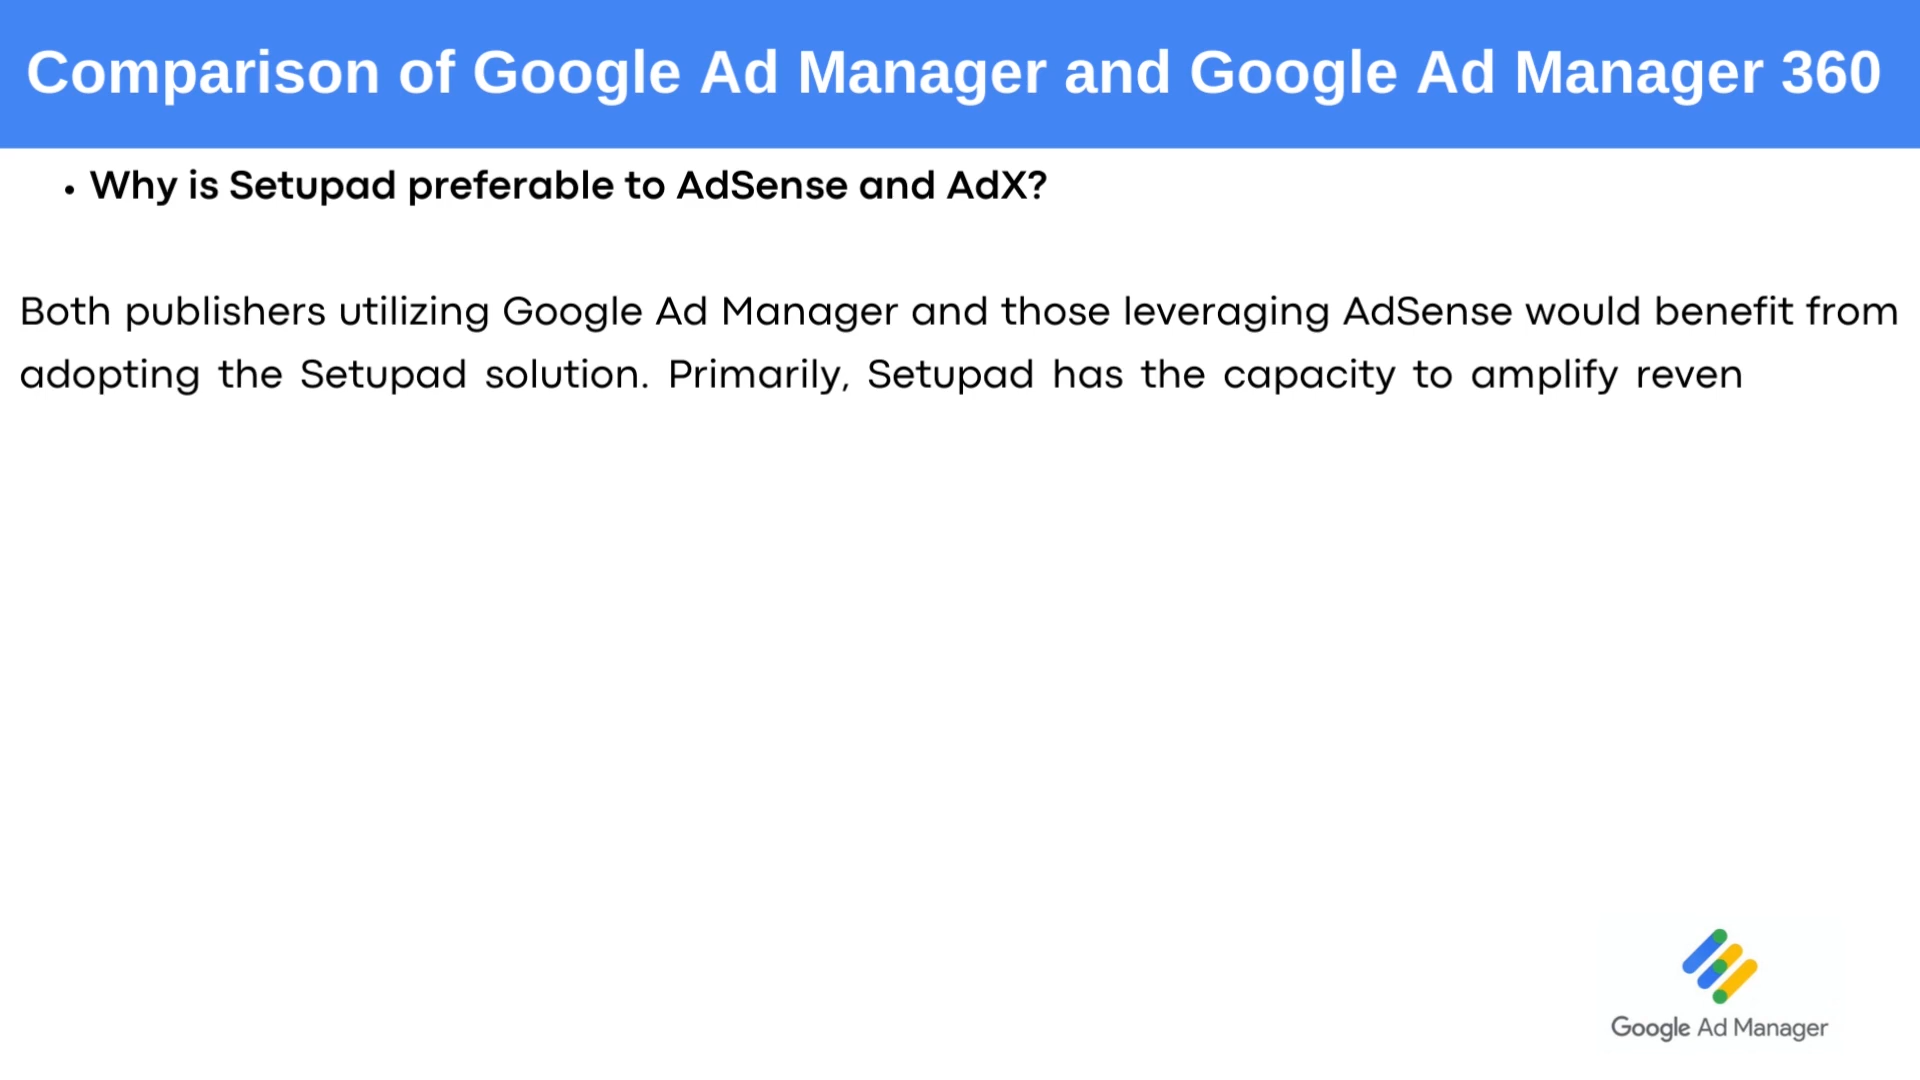 Comparison of Google Ad Manager and Google Ad Manager 360
• Why is Setupad preferable to AdSense and AdX?
Both publishers utilizing Google Ad Manager and those leveraging AdSense would benefit from
adopting the Setupad solution. Primarily, Setupad has the capacity to amplify reven
Google Ad Manager